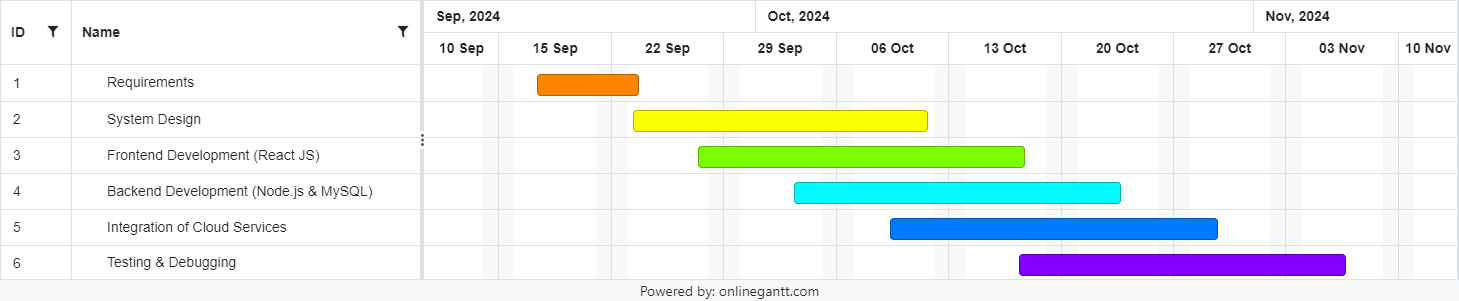 ID Name Sep, 2024 Oct, 2024 Nov, 2024
10 Sep 15 Sep 22 Sep 29 Sep 06 Oct 13 Oct 20 Oct 27 Oct 03 Nov 10 Nov
1 Requirements
2 System Design
3 Frontend Development (React JS)
4 Backend Development (Node.js & MySQL)
5 Integration of Cloud Services
6 Testing & Debugging
Powered by: onlinegantt.com